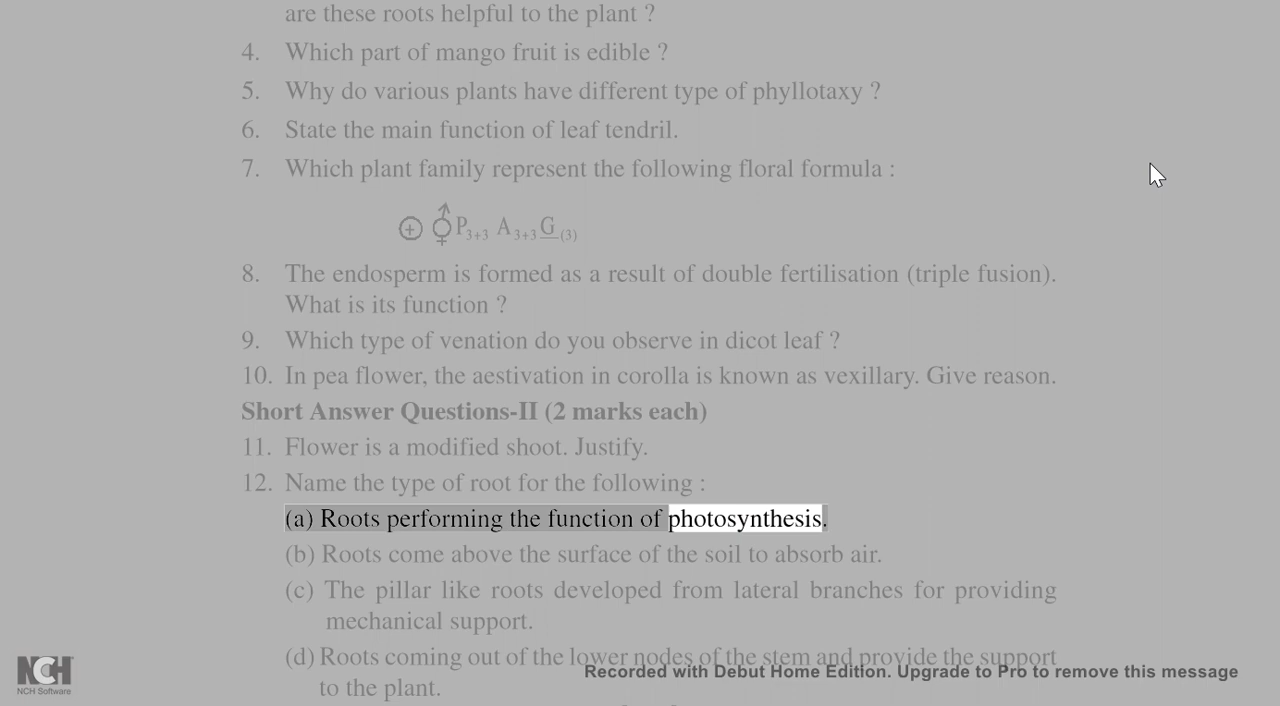 are these roots helpful to the plant ?
4. Which part of mango fruit is edible ?
5. Why do various plants have different type of phyllotaxy ?
6. State the main function of leaf tendril.
7. Which plant family represent the following floral formula :
⊕ ⚥ P3+3 A3+3 G(3)
8. The endosperm is formed as a result of double fertilisation (triple fusion).
What is its function ?
9. Which type of venation do you observe in dicot leaf ?
10. In pea flower, the aestivation in corolla is known as vexillary. Give reason.
Short Answer Questions-II (2 marks each)
11. Flower is a modified shoot. Justify.
12. Name the type of root for the following :
(a) Roots performing the function of photosynthesis.
(b) Roots come above the surface of the soil to absorb air.
(c) The pillar like roots developed from lateral branches for providing
mechanical support.
(d) Roots coming out of the lower nodes of the stem and provide the support
to the plant.
NCH
NCH Software
Recorded with Debut Home Edition. Upgrade to Pro to remove this message